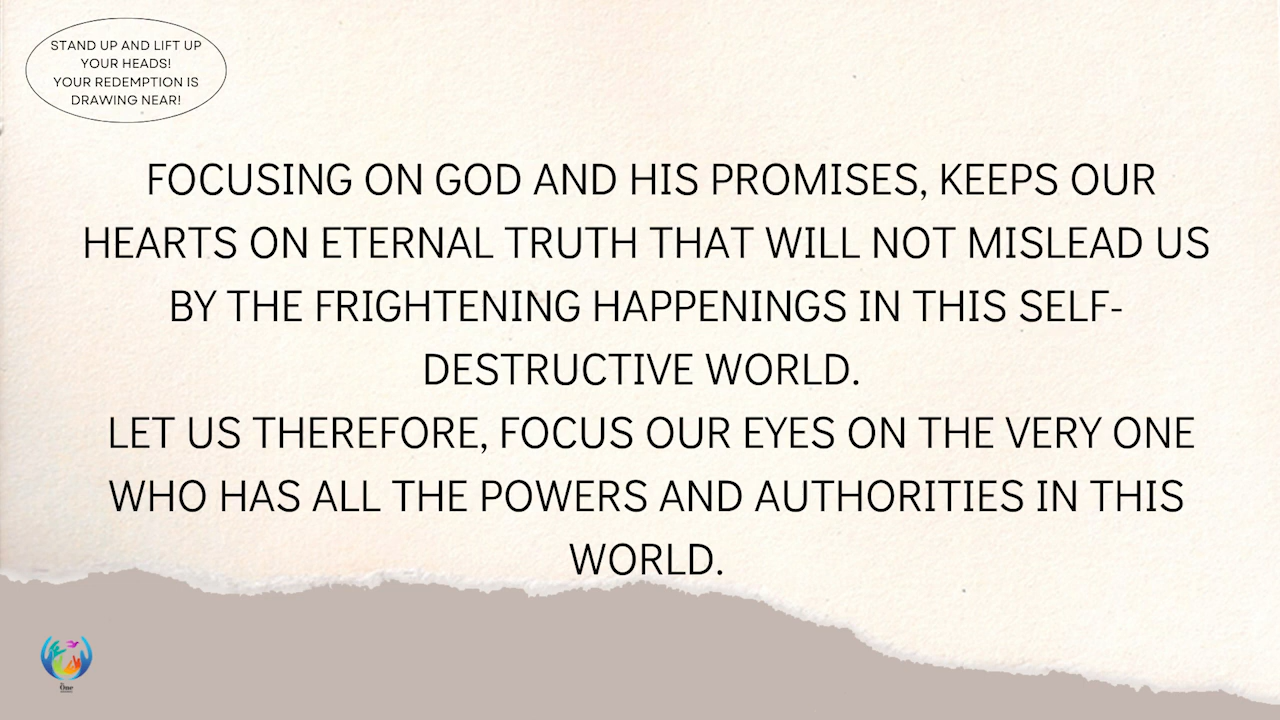 STAND UP AND LIFT UP
YOUR HEADS!
YOUR REDEMPTION IS
DRAWING NEAR!
FOCUSING ON GOD AND HIS PROMISES, KEEPS OUR
HEARTS ON ETERNAL TRUTH THAT WILL NOT MISLEAD US
BY THE FRIGHTENING HAPPENINGS IN THIS SELF-
DESTRUCTIVE WORLD.
LET US THEREFORE, FOCUS OUR EYES ON THE VERY ONE
WHO HAS ALL THE POWERS AND AUTHORITIES IN THIS
WORLD.
One